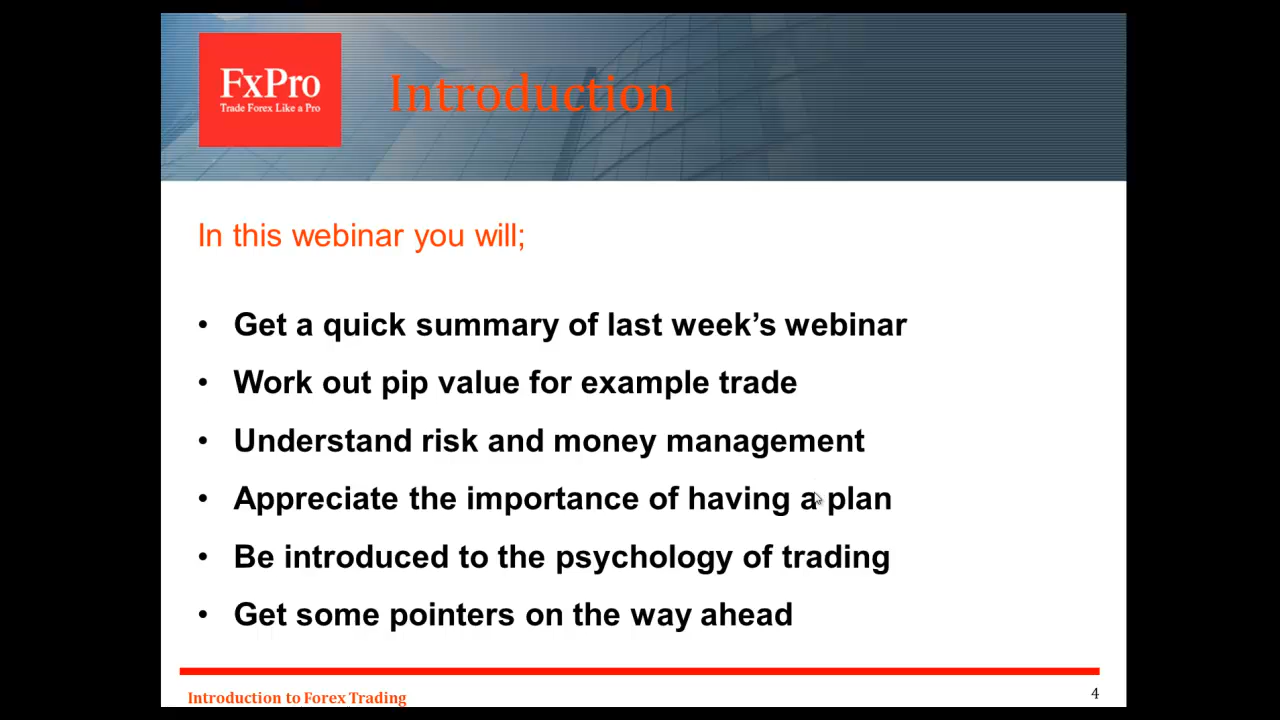 FxPro
Trade Forex Like a Pro
Introduction
In this webinar you will;
• Get a quick summary of last week’s webinar
• Work out pip value for example trade
• Understand risk and money management
• Appreciate the importance of having a plan
• Be introduced to the psychology of trading
• Get some pointers on the way ahead
Introduction to Forex Trading
4